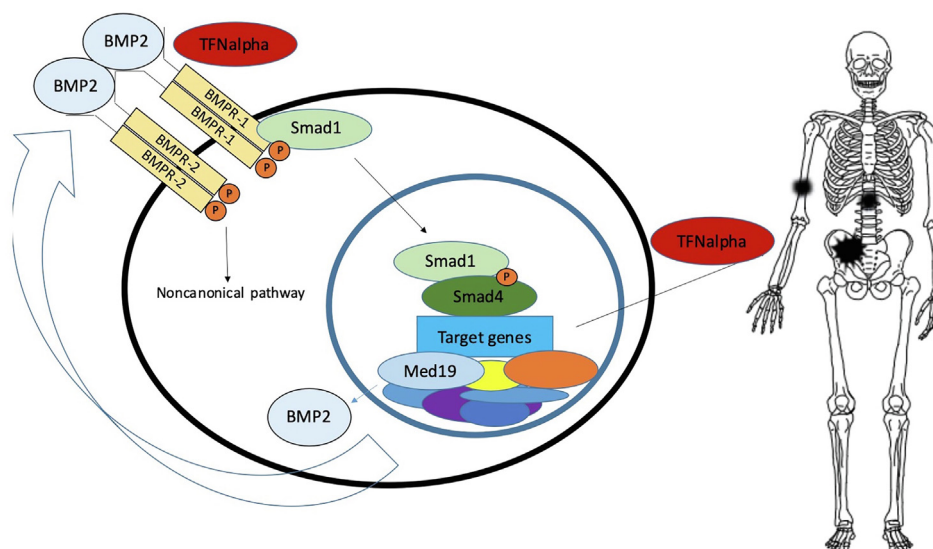 BMP2
TFNalpha
BMP2
BMPR-1
BMPR-1
Smad1
P
P
BMPR-2
BMPR-2
P
P
TFNalpha
Smad1
P
Smad4
Noncanonical pathway
Target genes
Med19
BMP2